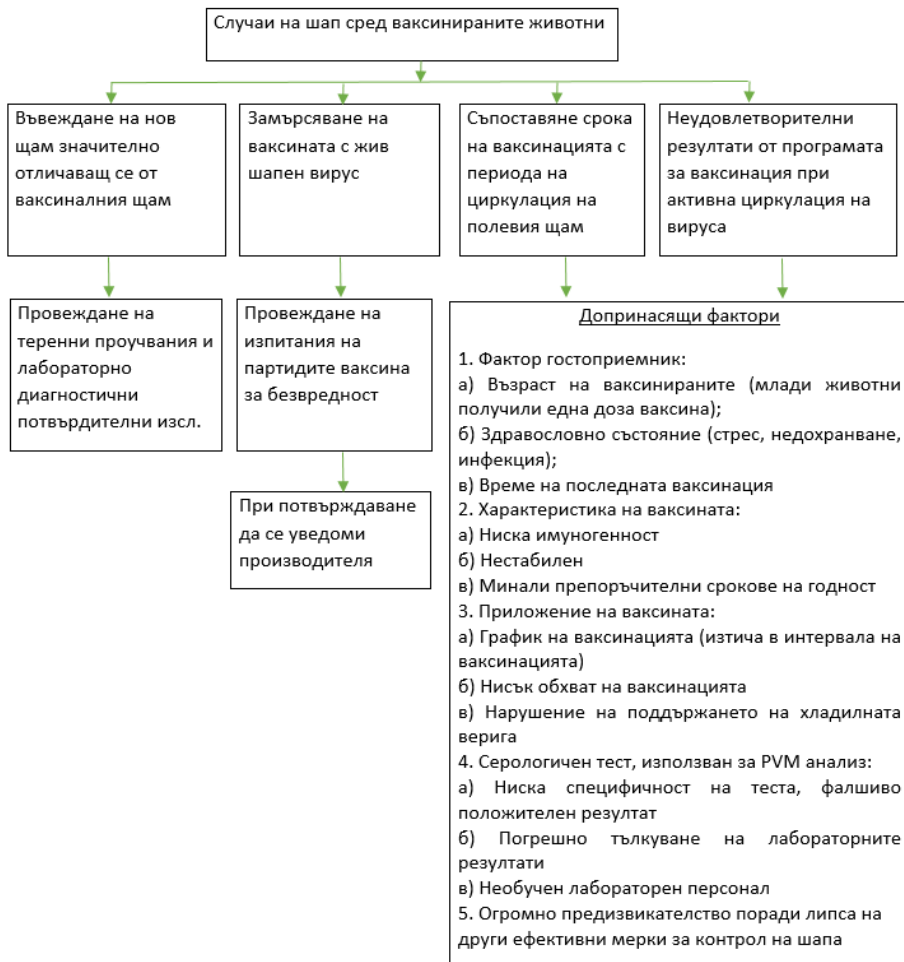 Случаи на шап сред ваксинираните животни
Въвеждане на нов
щам значително
отличаващ се от
ваксиналния щам
Замърсяване на
ваксината с жив
шапен вирус
Съпоставяне срока
на ваксинацията с
периода на
циркулация на
полевия щам
Неудовлетворителни
резултати от програмата
за ваксинация при
активна циркулация на
вируса
Провеждане на
теренни проучвания и
лабораторно
диагностични
потвърдителни изсл.
Провеждане на
изпитания на
партидите ваксина
за безвредност
При потвърждаване
да се уведоми
производителя
Допринасящи фактори
1. Фактор гостоприемник:
а) Възраст на ваксинираните (млади животни
получили една доза ваксина);
б) Здравословно състояние (стрес, недохранване,
инфекция);
в) Време на последната ваксинация
2. Характеристика на ваксината:
а) Ниска имуногенност
б) Нестабилен
в) Минали препоръчителни срокове на годност
3. Приложение на ваксината:
а) График на ваксинацията (изтича в интервала на
ваксинацията)
б) Нисък обхват на ваксинацията
в) Нарушение на поддържането на хладилната
верига
4. Серологичен тест, използван за PVM анализ:
а) Ниска специфичност на теста, фалшиво
положителен резултат
б) Погрешно тълкуване на лабораторните
резултати
в) Необучен лабораторен персонал
5. Огромно предизвикателство поради липса на
други ефективни мерки за контрол на шапа